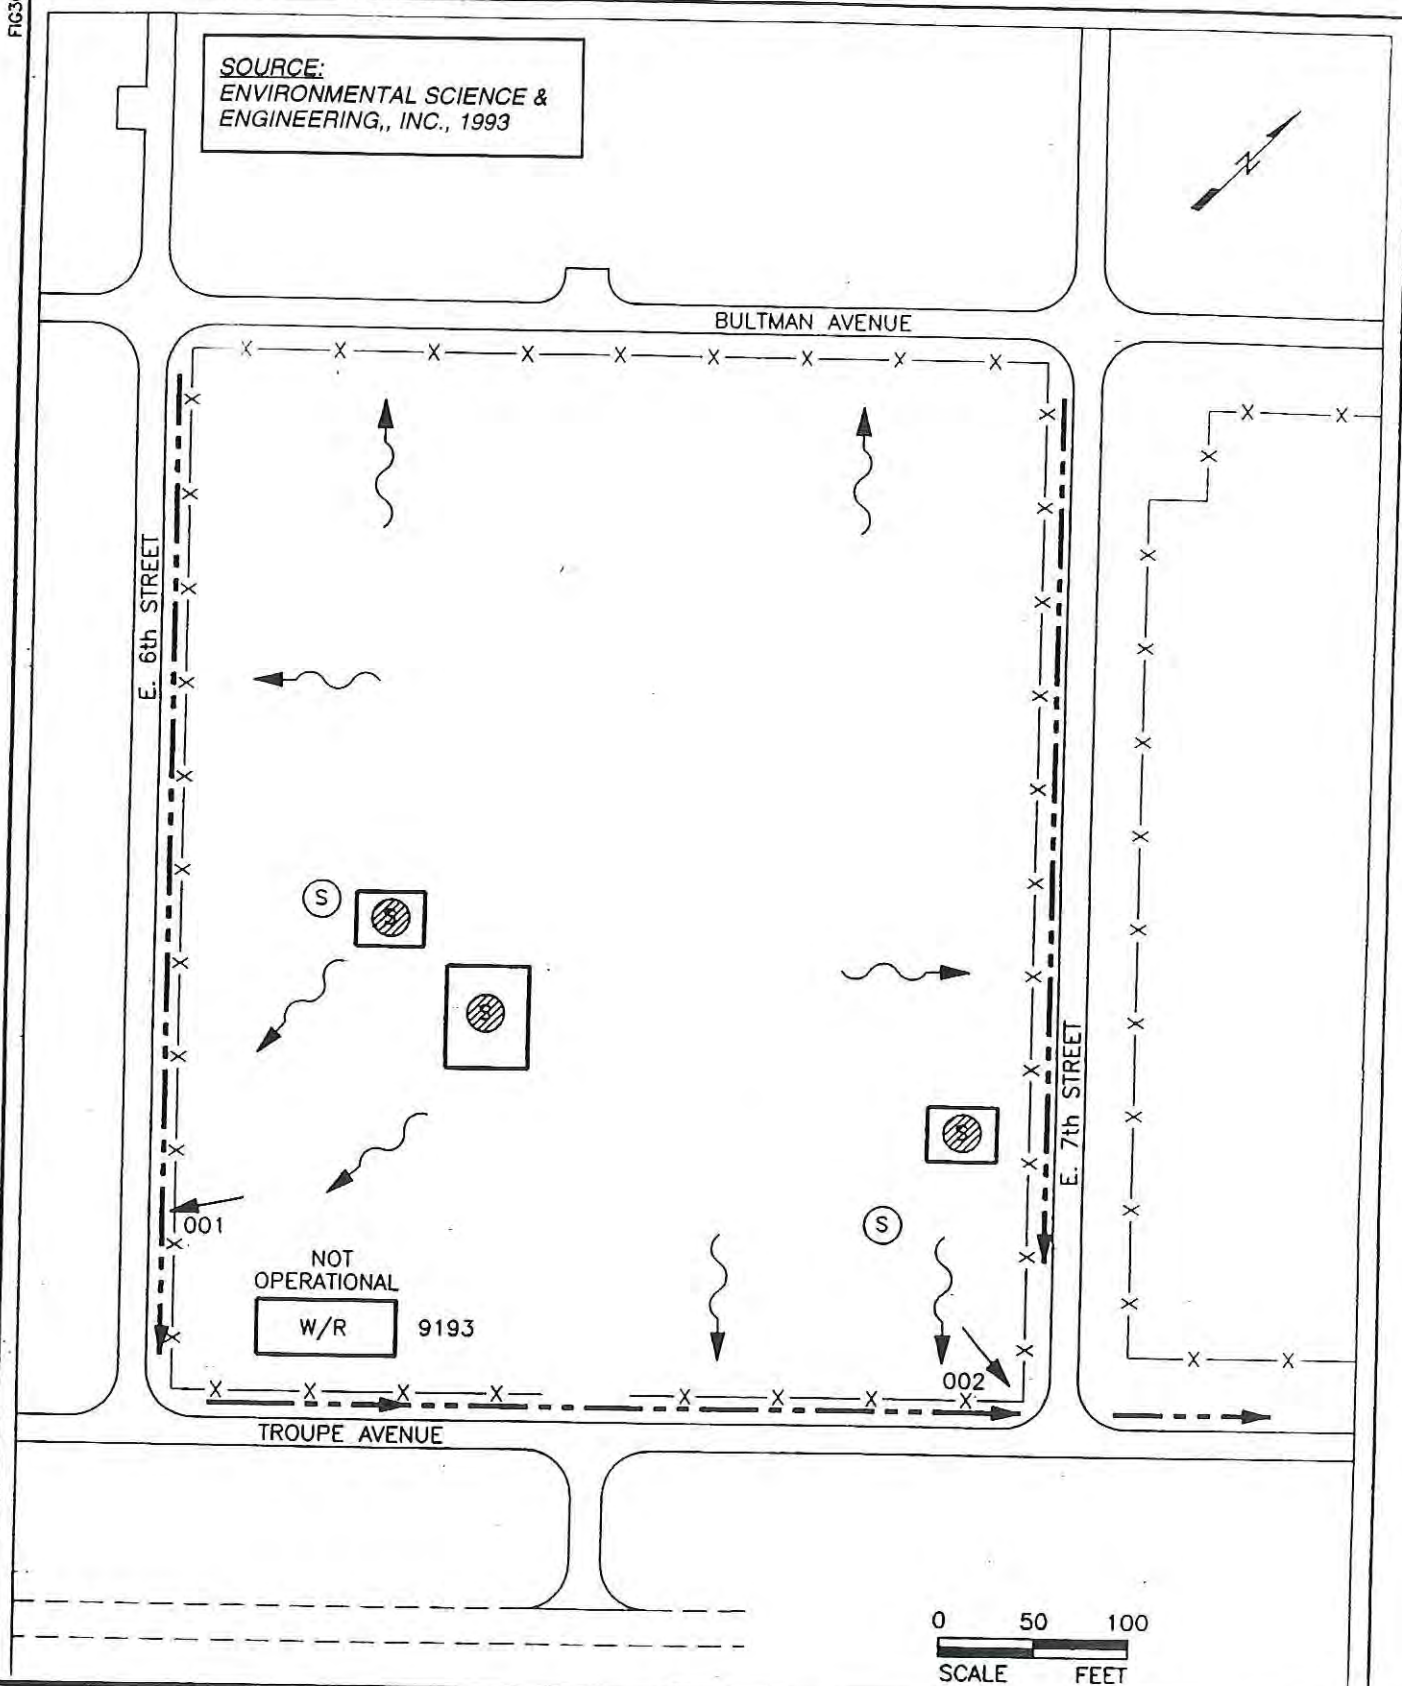 SOURCE:
ENVIRONMENTAL SCIENCE &
ENGINEERING,, INC., 1993
N
BULTMAN AVENUE
E. 6th STREET
S
S
S
E. 7th STREET
S
S
001
NOT
OPERATIONAL
W/R
9193
002
TROUPE AVENUE
0 50 100
SCALE FEET